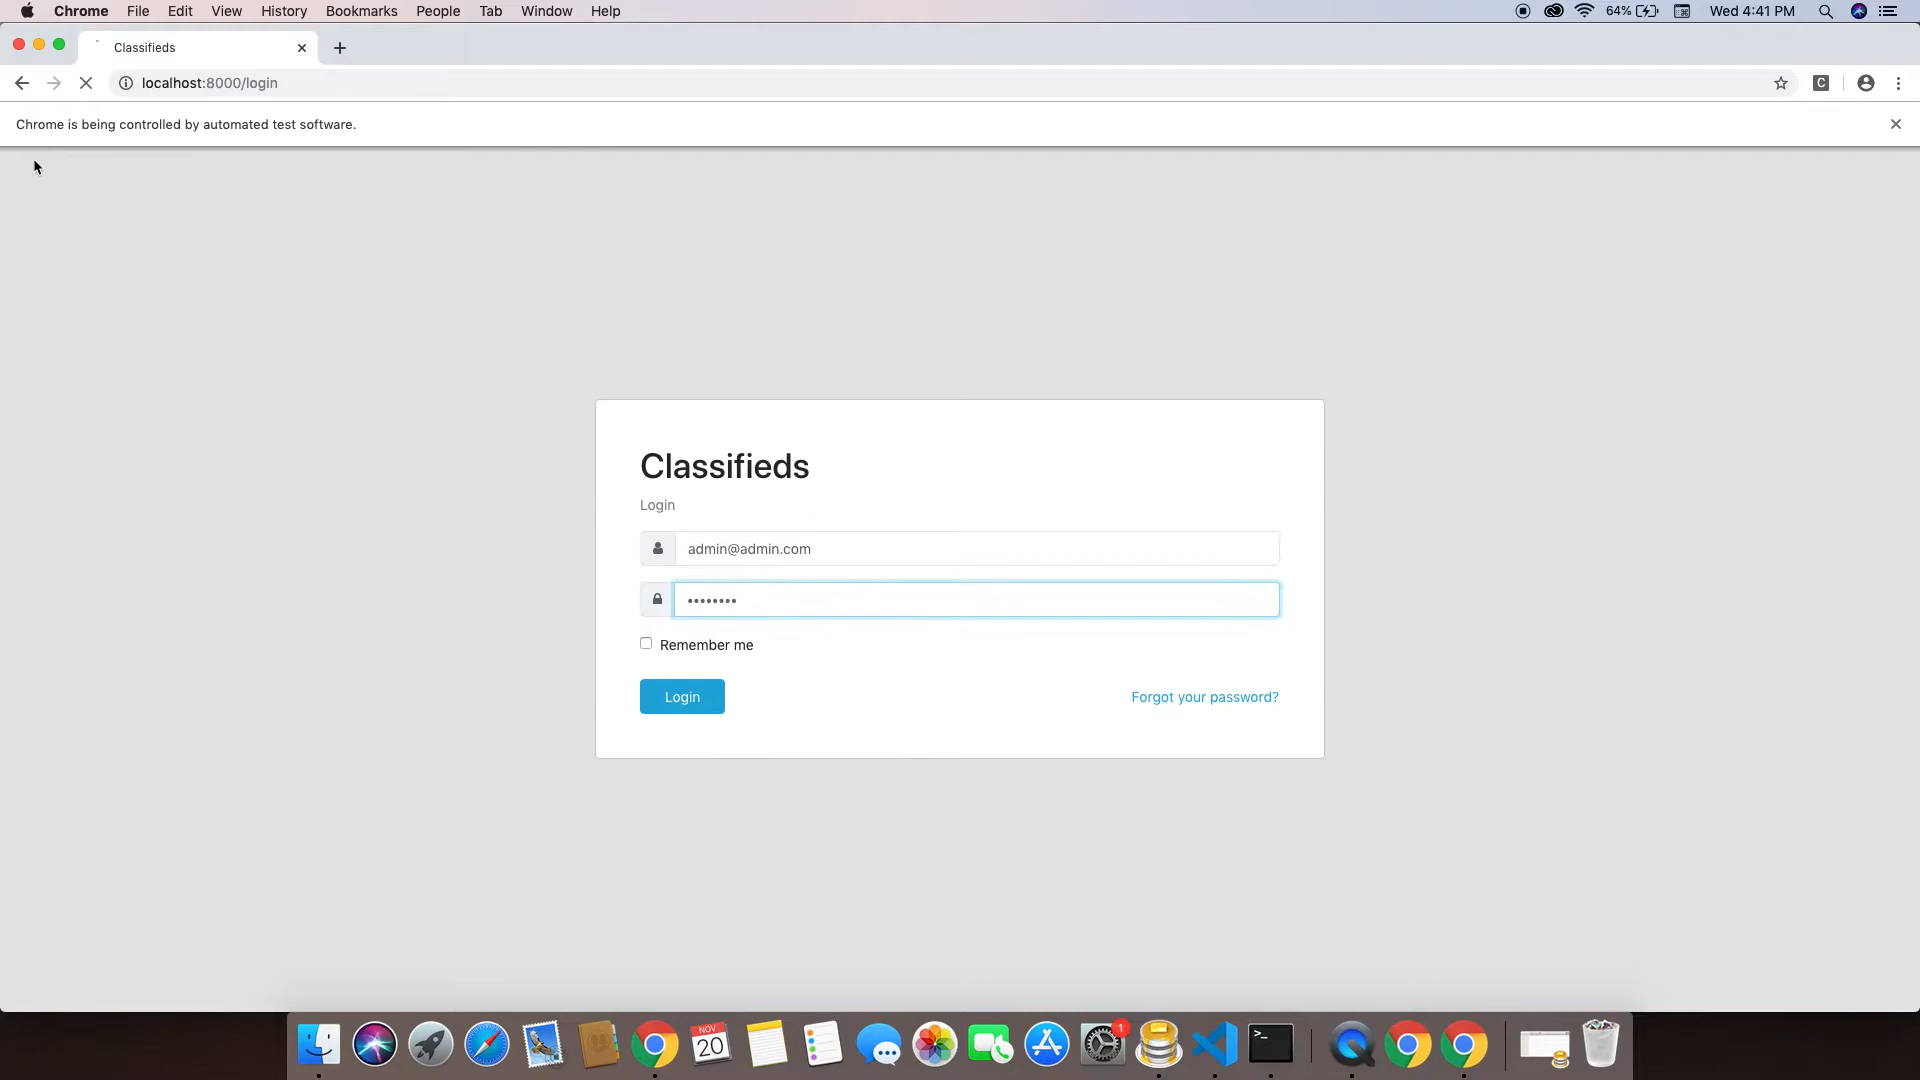 Chrome File Edit View History Bookmarks People Tab Window Help 64% Wed 4:41 PM
Classifieds
localhost:8000/login
C
Chrome is being controlled by automated test software.
Classifieds
Login
admin@admin.com
••••••••
Remember me
Login Forgot your password?
NOV
20
1
>_